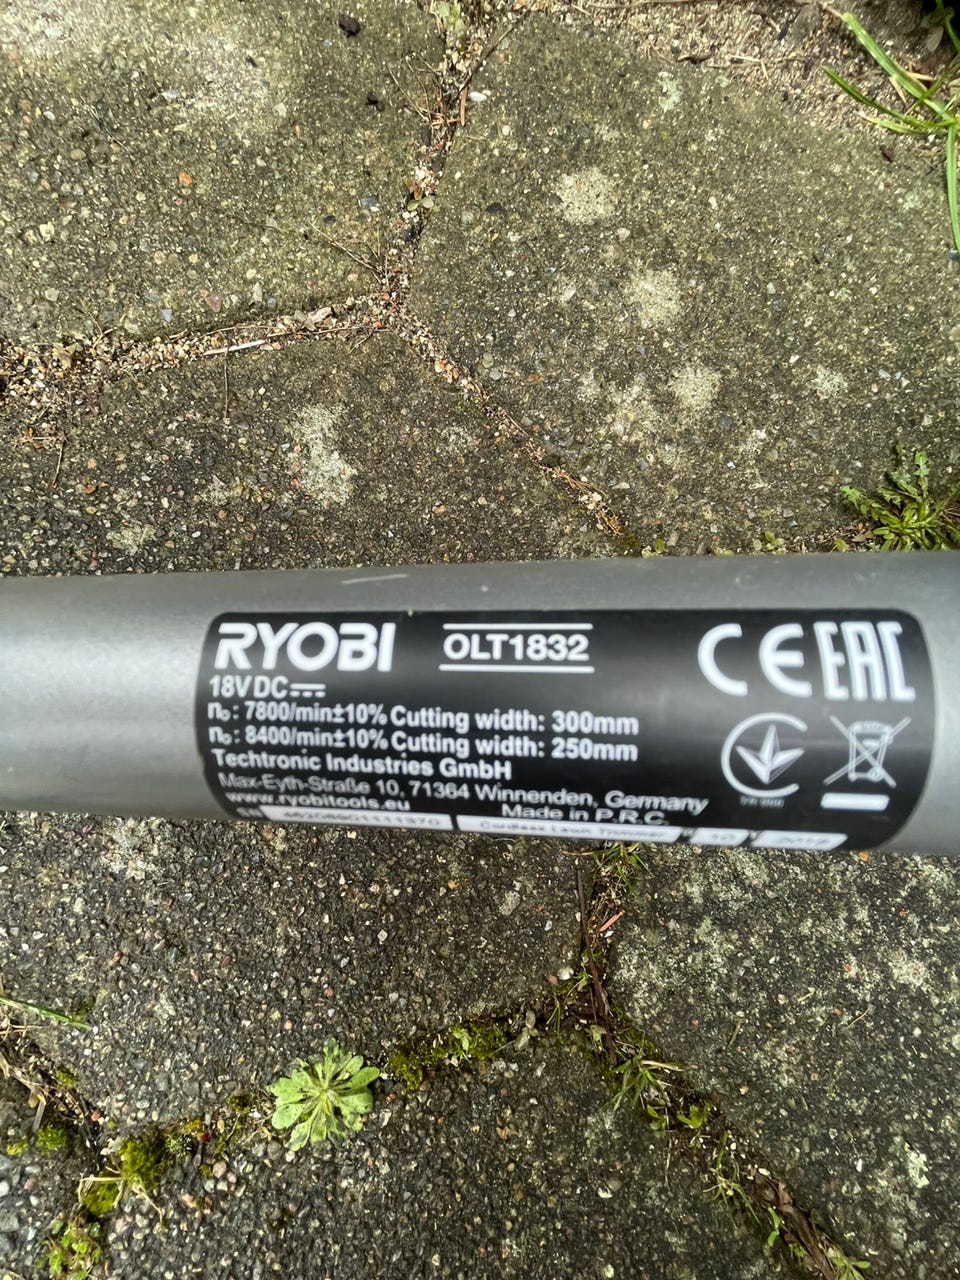 RYOBI OLT1832 CE EAC
18V DC
n₀: 7800/min±10% Cutting width: 300mm
n₀: 8400/min±10% Cutting width: 250mm
Techtronic Industries GmbH
Max-Eyth-Straße 10, 71364 Winnenden, Germany
www.ryobitools.eu Made in P.R.C.
Cordless Lawn Trimmer